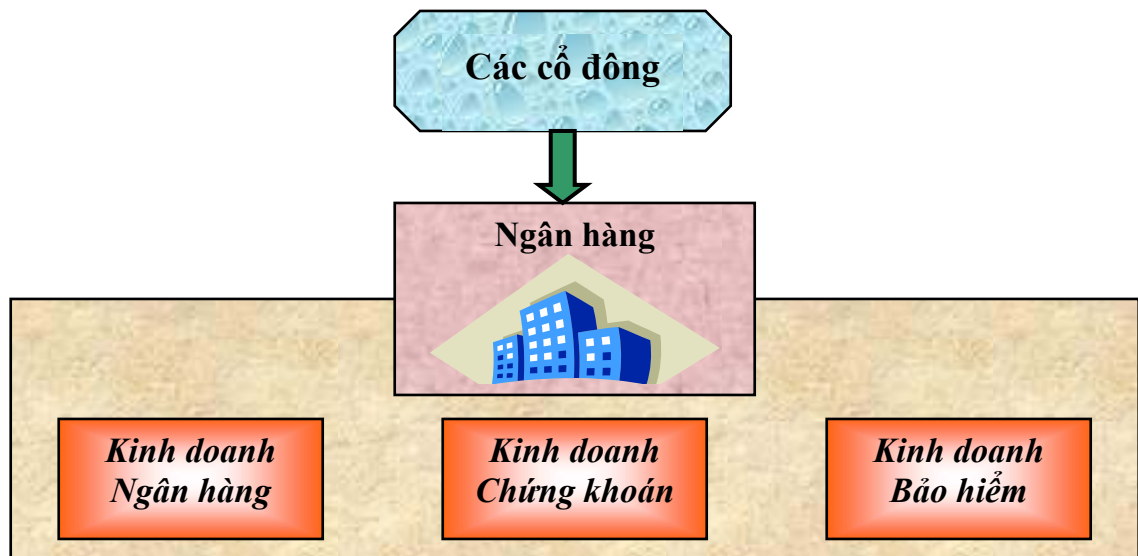 Các cổ đông
Ngân hàng
Kinh doanh
Ngân hàng
Kinh doanh
Chứng khoán
Kinh doanh
Bảo hiểm